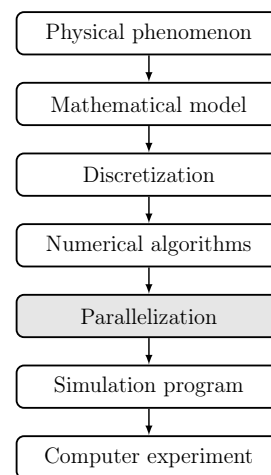 Physical phenomenon
Mathematical model
Discretization
Numerical algorithms
Parallelization
Simulation program
Computer experiment